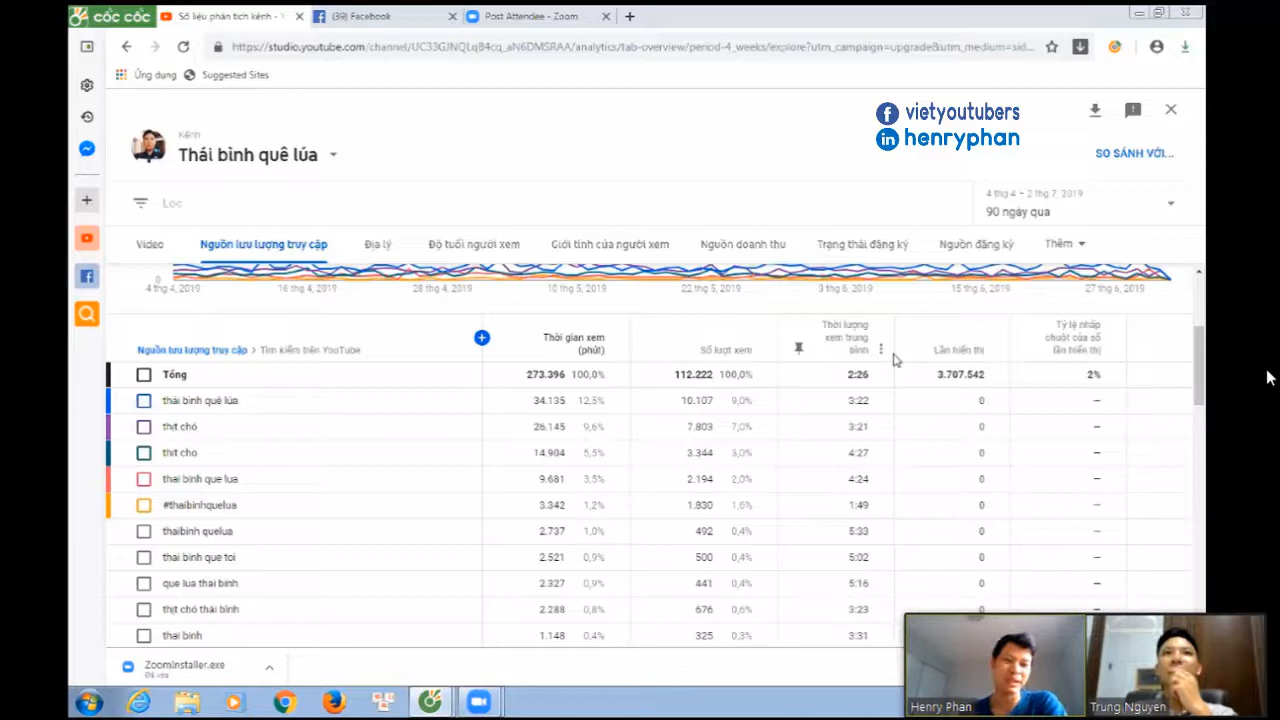 CỐC CỐC
Số liệu phân tích kênh - Y
(39) Facebook
Post Attendee - Zoom
https://studio.youtube.com/channel/UC33GJNQLq84cq_aN6DMSRAA/analytics/tab-overview/period-4_weeks/explore?utm_campaign=upgrade&utm_medium=sid...
Ứng dụng
Suggested Sites
vietyoutubers
henryphan
Kênh
Thái bình quê lúa
SO SÁNH VỚI...
Lọc
4 thg 4 – 2 thg 7, 2019
90 ngày qua
Video
Nguồn lưu lượng truy cập
Địa lý
Độ tuổi người xem
Giới tính của người xem
Nguồn doanh thu
Trạng thái đăng ký
Nguồn đăng ký
Thêm
0
4 thg 4, 2019
16 thg 4, 2019
28 thg 4, 2019
10 thg 5, 2019
22 thg 5, 2019
3 thg 6, 2019
15 thg 6, 2019
27 thg 6, 2019
Nguồn lưu lượng truy cập > Tìm kiếm trên YouTube
Thời gian xem
(phút)
Số lượt xem
Thời lượng
xem trung
bình
Lần hiển thị
Tỷ lệ nhấp
chuột của số
lần hiển thị
Tổng 273.396 100,0% 112.222 100,0% 2:26 3.707.542 2%
thái bình quê lúa 34.135 12,5% 10.107 9,0% 3:22 0 –
thịt chó 26.145 9,6% 7.803 7,0% 3:21 0 –
thit cho 14.904 5,5% 3.344 3,0% 4:27 0 –
thai binh que lua 9.681 3,5% 2.194 2,0% 4:24 0 –
#thaibinhquelua 3.342 1,2% 1.830 1,6% 1:49 0 –
thaibinh quelua 2.737 1,0% 492 0,4% 5:33 0 –
thai binh que toi 2.521 0,9% 500 0,4% 5:02 0 –
que lua thai binh 2.327 0,9% 441 0,4% 5:16 0 –
thịt chó thái bình 2.288 0,8% 676 0,6% 3:23 0 –
thai binh 1.148 0,4% 325 0,3% 3:31
ZoomInstaller.exe
Đã xóa
Henry Phan
Trung Nguyen